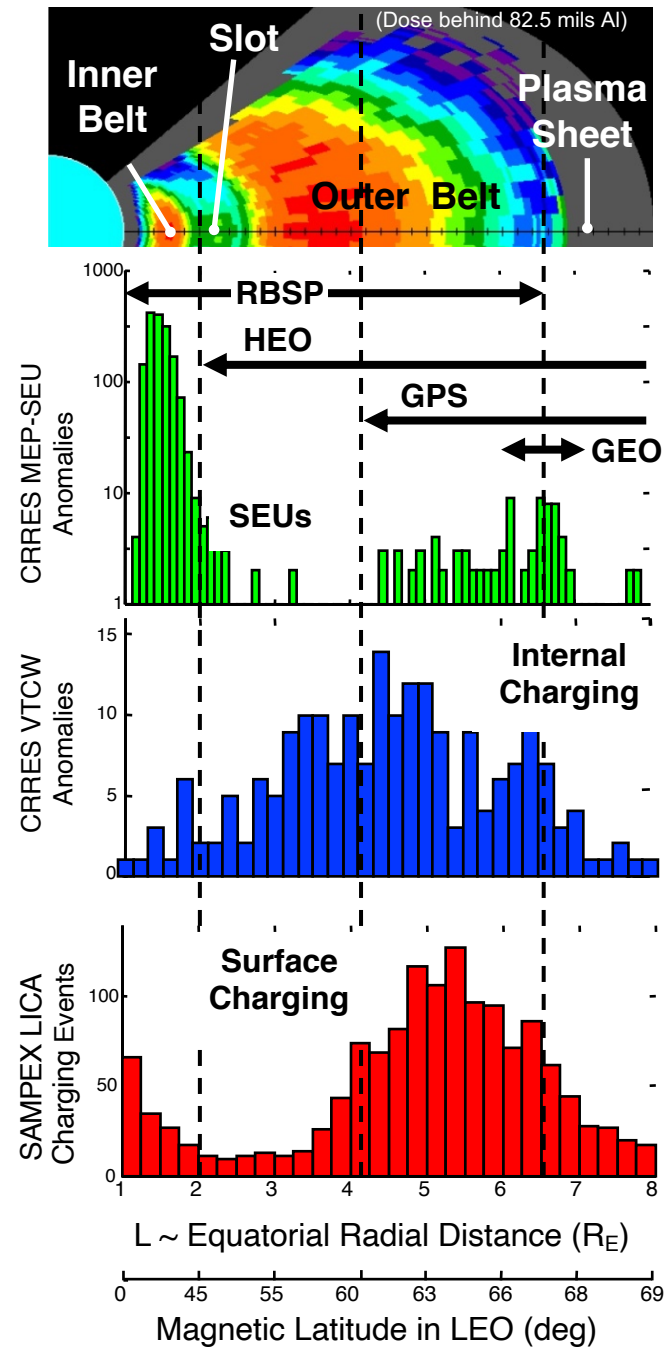 (Dose behind 82.5 mils Al)
Slot
Inner
Belt
Plasma
Sheet
Outer Belt
1000
RBSP
HEO
100
GPS
GEO
10
SEUs
1
CRRES MEP-SEU
Anomalies
15
Internal
Charging
10
5
0
CRRES VTCW
Anomalies
Surface
Charging
100
50
0
SAMPEX LICA
Charging Events
1 2 3 4 5 6 7 8
L ~ Equatorial Radial Distance (RE)
0 45 55 60 63 66 68 69
Magnetic Latitude in LEO (deg)